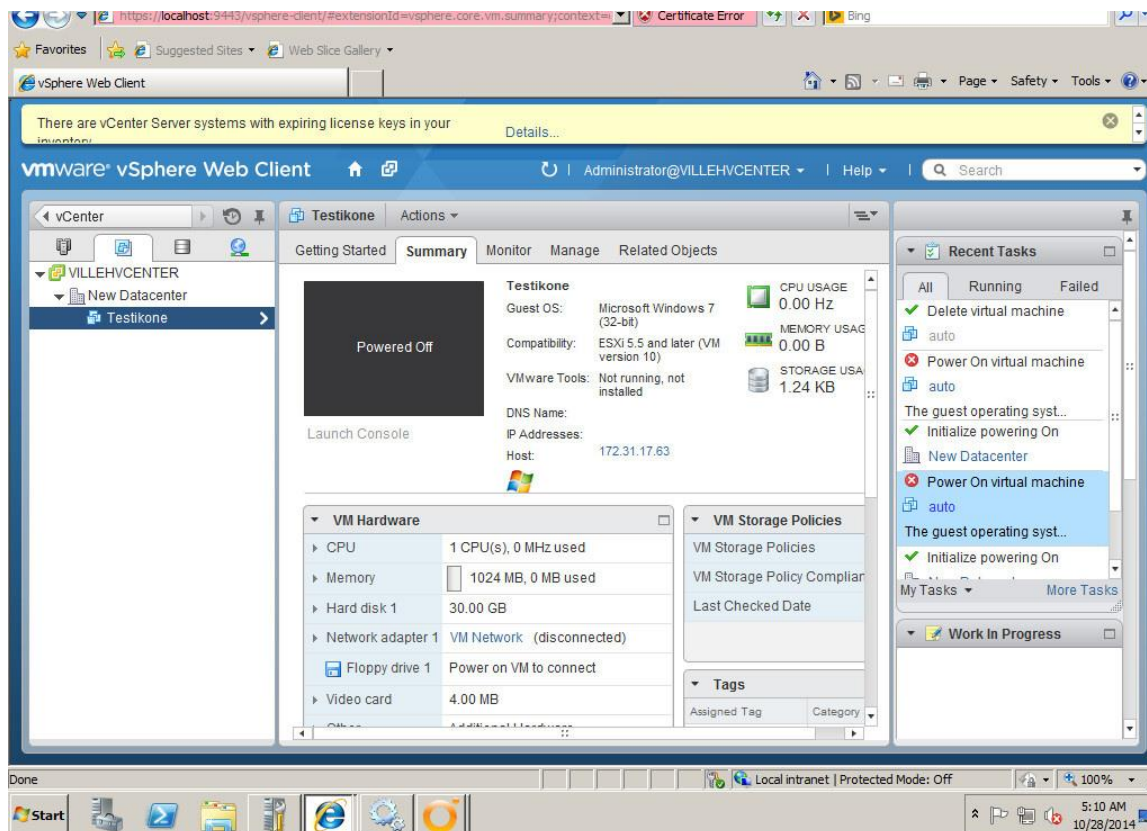 https://localhost:9443/vsphere-client/#extensionId=vsphere.core.vm.summary;context=
Certificate Error
Bing
Favorites
Suggested Sites
Web Slice Gallery
vSphere Web Client
Page
Safety
Tools
There are vCenter Server systems with expiring license keys in your
inventory
Details...
vmware® vSphere Web Client
Administrator@VILLEHVCENTER
Help
Search
vCenter
VILLEHVCENTER
New Datacenter
Testikone
Testikone
Actions
Getting Started
Summary
Monitor
Manage
Related Objects
Powered Off
Launch Console
Testikone
Guest OS: Microsoft Windows 7
(32-bit)
Compatibility: ESXi 5.5 and later (VM
version 10)
VMware Tools: Not running, not
installed
DNS Name:
IP Addresses:
Host: 172.31.17.63
CPU USAGE
0.00 Hz
MEMORY USAG
0.00 B
STORAGE USA
1.24 KB
VM Hardware
CPU 1 CPU(s), 0 MHz used
Memory 1024 MB, 0 MB used
Hard disk 1 30.00 GB
Network adapter 1 VM Network (disconnected)
Floppy drive 1 Power on VM to connect
Video card 4.00 MB
Other Additional Hardware
VM Storage Policies
VM Storage Policies
VM Storage Policy Complian
Last Checked Date
Tags
Assigned Tag Category
Recent Tasks
All Running Failed
Delete virtual machine
auto
Power On virtual machine
auto
The guest operating syst...
Initialize powering On
New Datacenter
Power On virtual machine
auto
The guest operating syst...
Initialize powering On
New Datacenter
My Tasks
More Tasks
Work In Progress
Done
Local intranet | Protected Mode: Off
100%
Start
5:10 AM
10/28/2014